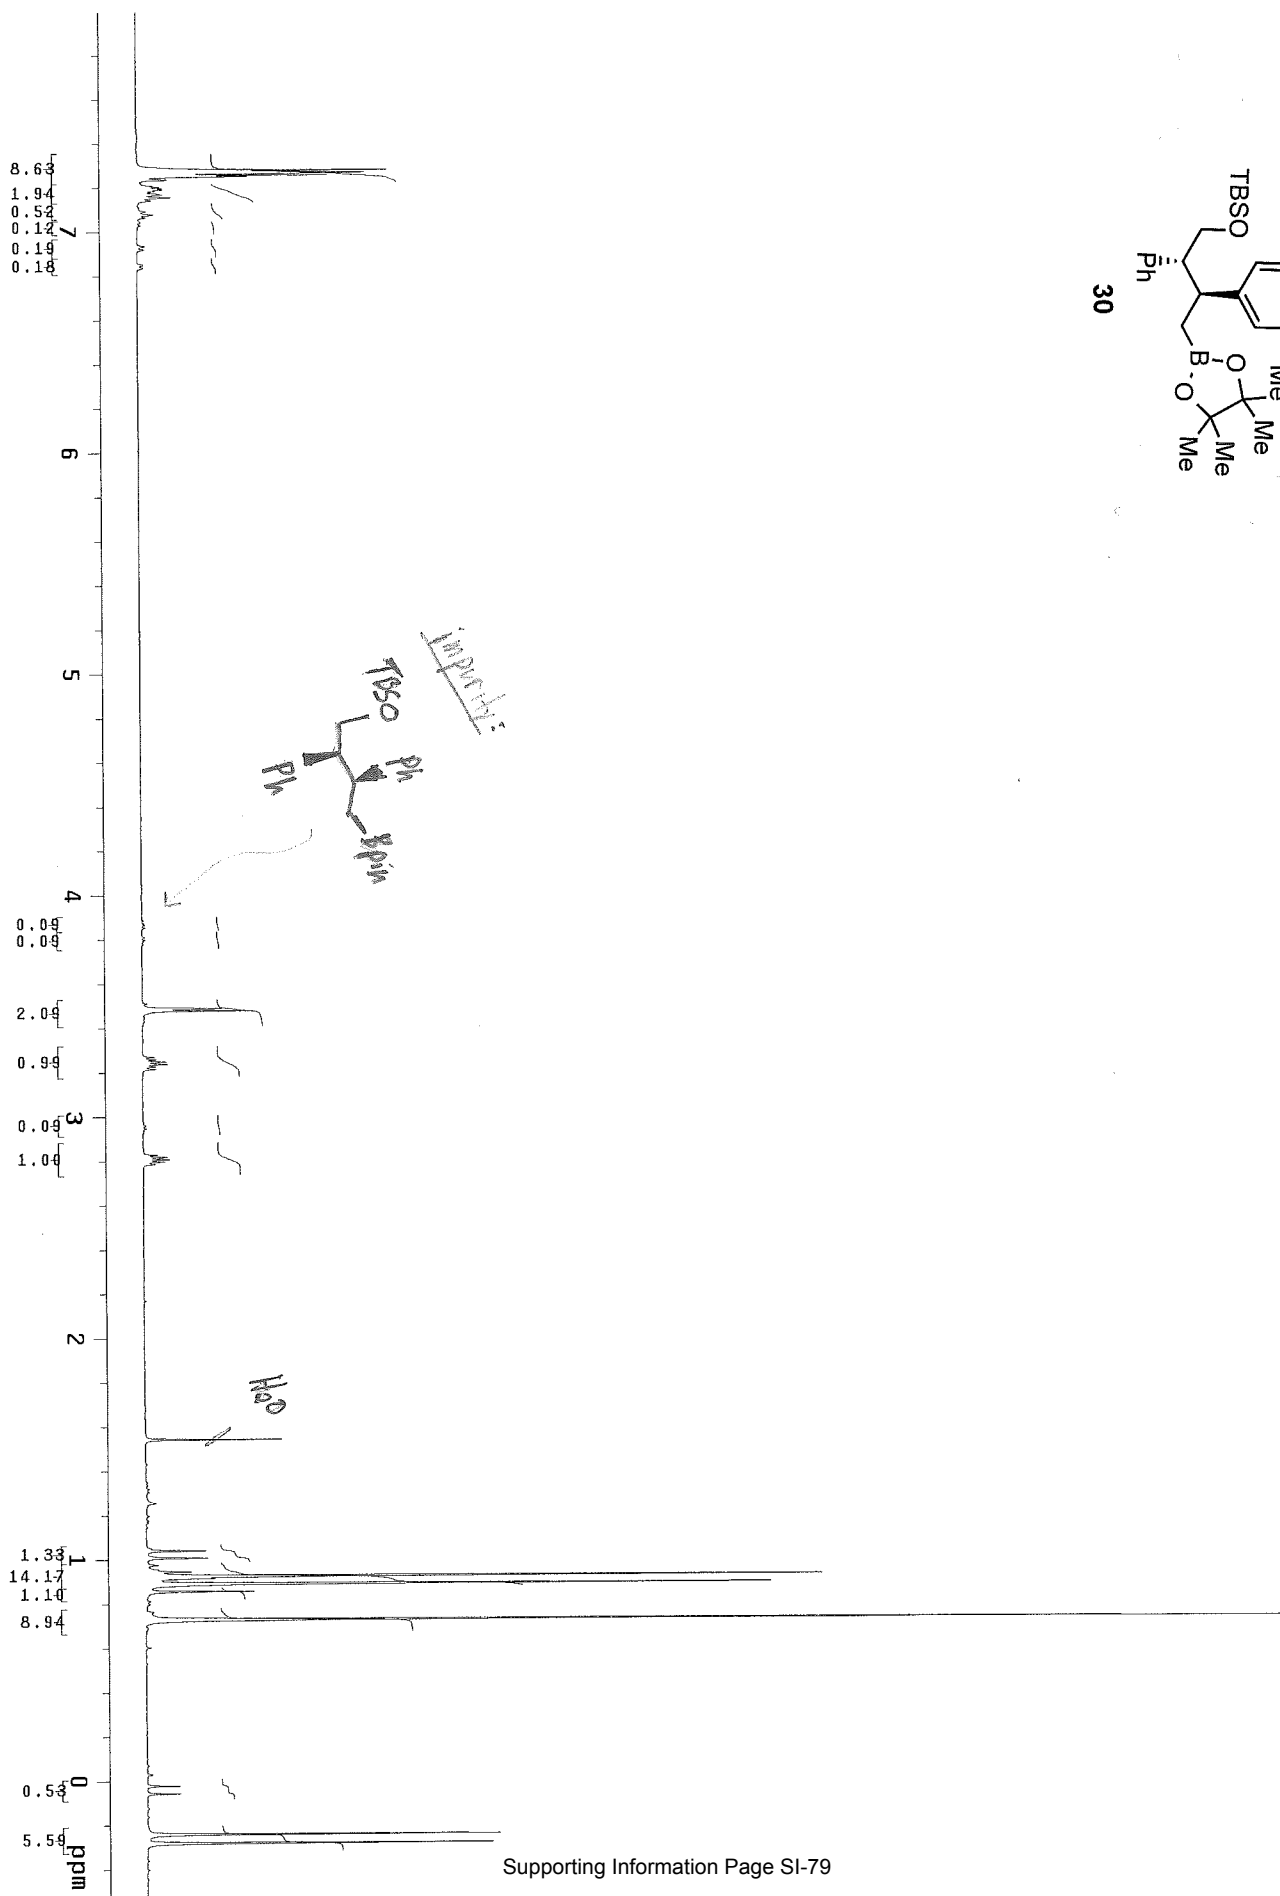 TBSO
Ph
30
B
O
O
Me
Me
Me
Me
impurity:
TBSO
Ph
Ph
Bpin
H2O
7
6
5
4
3
2
1
0
ppm
8.63
1.94
0.52
0.12
0.19
0.18
0.09
0.09
2.09
0.99
0.09
1.00
1.33
14.17
1.10
8.94
0.53
5.59
Supporting Information Page SI-79